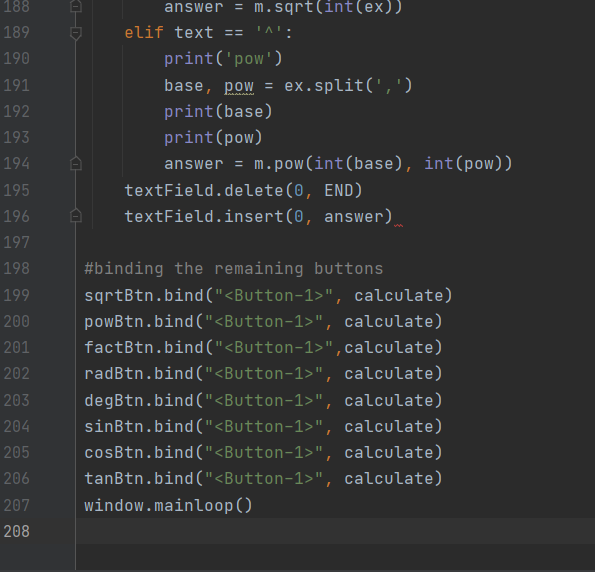 188 answer = m.sqrt(int(ex))
189 elif text == '^':
190 print('pow')
191 base, pow = ex.split(',')
192 print(base)
193 print(pow)
194 answer = m.pow(int(base), int(pow))
195 textField.delete(0, END)
196 textField.insert(0, answer)
197
198 #binding the remaining buttons
199 sqrtBtn.bind("<Button-1>", calculate)
200 powBtn.bind("<Button-1>", calculate)
201 factBtn.bind("<Button-1>",calculate)
202 radBtn.bind("<Button-1>", calculate)
203 degBtn.bind("<Button-1>", calculate)
204 sinBtn.bind("<Button-1>", calculate)
205 cosBtn.bind("<Button-1>", calculate)
206 tanBtn.bind("<Button-1>", calculate)
207 window.mainloop()
208